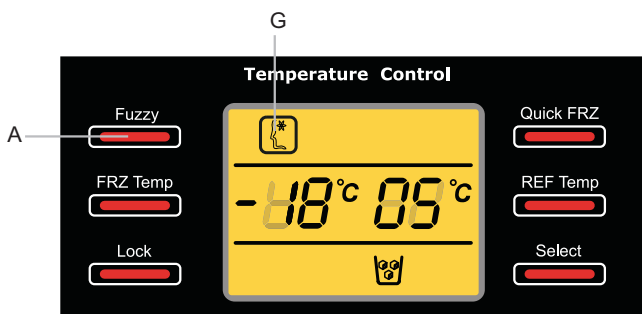 G
Temperature Control
A
Fuzzy
Quick FRZ
FRZ Temp
-18°C 05°C
REF Temp
Lock
Select